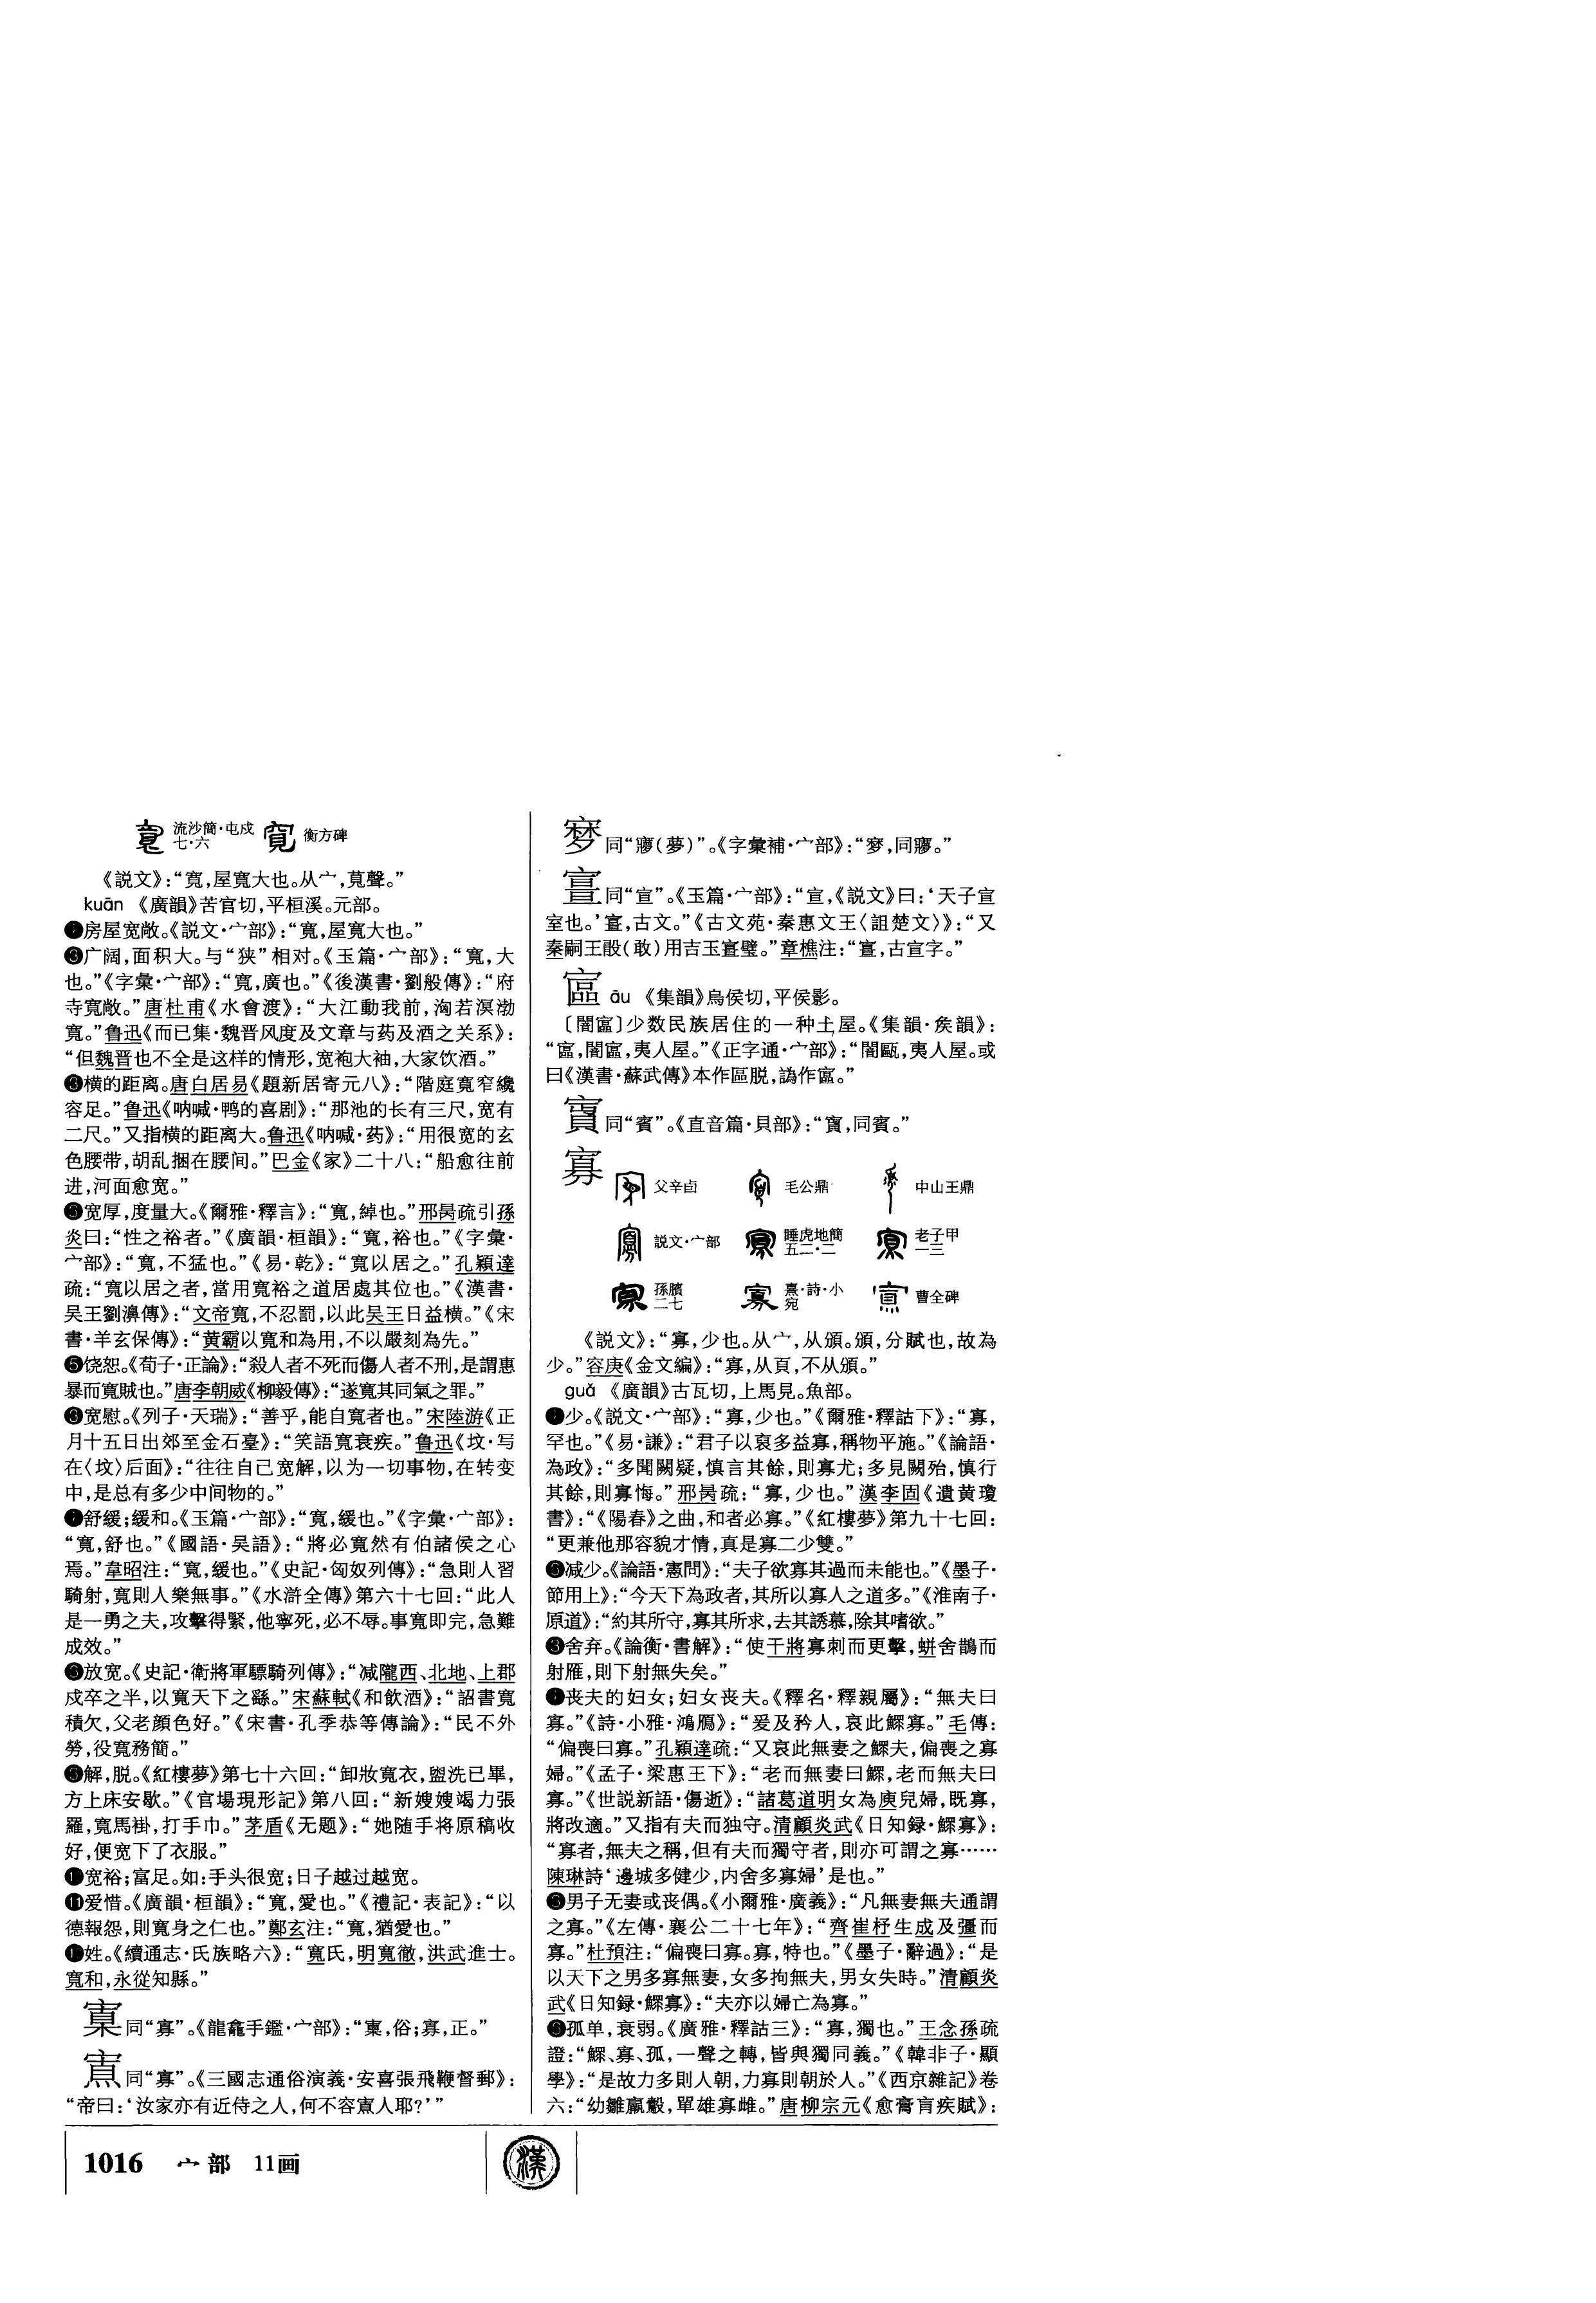 流沙簡·屯戍
七·六
衡方碑
《説文》：“寬，屋寬大也。从宀，萈聲。”
kuān 《廣韻》苦官切，平桓溪。元部。
房屋宽敞。《説文·宀部》：“寬，屋寬大也。”
广阔，面积大。与“狭”相对。《玉篇·宀部》：“寬，大
也。”《字彙·宀部》：“寬，廣也。”《後漢書·劉般傳》：“府
寺寬敞。”唐杜甫《水會渡》：“大江動我前，洶若溟渤
寬。”鲁迅《而已集·魏晋风度及文章与药及酒之关系》：
“但魏晋也不全是这样的情形，宽袍大袖，大家饮酒。”
横的距离。唐白居易《題新居寄元八》：“階庭寬窄纔
容足。”鲁迅《呐喊·鸭的喜剧》：“那池的长有三尺，宽有
二尺。”又指横的距离大。鲁迅《呐喊·药》：“用很宽的玄
色腰带，胡乱捆在腰间。”巴金《家》二十八：“船愈往前
进，河面愈宽。”
宽厚，度量大。《爾雅·釋言》：“寬，綽也。”邢昺疏引孫
炎曰：“性之裕者。”《廣韻·桓韻》：“寬，裕也。”《字彙·
宀部》：“寬，不猛也。”《易·乾》：“寬以居之。”孔穎達
疏：“寬以居之者，當用寬裕之道居處其位也。”《漢書·
吴王劉濞傳》：“文帝寬，不忍罰，以此吴王日益横。”《宋
書·羊玄保傳》：“黄霸以寬和為用，不以嚴刻為先。”
❺饶恕。《荀子·正論》：“殺人者不死而傷人者不刑，是謂惠
暴而寬賊也。”唐李朝威《柳毅傳》：“遂寬其同氣之罪。”
宽慰。《列子·天瑞》：“善乎，能自寬者也。”宋陸游《正
月十五日出郊至金石臺》：“笑語寬衰疾。”鲁迅《坟·写
在〈坟〉后面》：“往往自己宽解，以为一切事物，在转变
中，是总有多少中间物的。”
舒緩；緩和。《玉篇·宀部》：“寬，緩也。”《字彙·宀部》：
“寬，舒也。”《國語·吴語》：“將必寬然有伯諸侯之心
焉。”韋昭注：“寬，緩也。”《史記·匈奴列傳》：“急則人習
騎射，寬則人樂無事。”《水滸全傳》第六十七回：“此人
是一勇之夫，攻擊得緊，他寧死，必不辱。事寬即完，急難
成效。”
放宽。《史記·衛將軍驃騎列傳》：“减隴西、北地、上郡
戍卒之半，以寬天下之繇。”宋蘇軾《和飲酒》：“詔書寬
積欠，父老顔色好。”《宋書·孔季恭等傳論》：“民不外
勞，役寬務簡。”
解，脱。《紅樓夢》第七十六回：“卸妝寬衣，盥洗已畢，
方上床安歇。”《官場現形記》第八回：“新嫂嫂竭力張
羅，寬馬褂，打手巾。”茅盾《无题》：“她随手将原稿收
好，便宽下了衣服。”
宽裕；富足。如：手头很宽；日子越过越宽。
⓫爱惜。《廣韻·桓韻》：“寬，愛也。”《禮記·表記》：“以
德報怨，則寬身之仁也。”鄭玄注：“寬，猶愛也。”
姓。《續通志·氏族略六》：“寬氏，明寬徹，洪武進士。
寬和，永從知縣。”
同“寡”。《龍龕手鑑·宀部》：“，俗；寡，正。”
同“寡”。《三國志通俗演義·安喜張飛鞭督郵》：
“帝曰：‘汝家亦有近侍之人，何不容人耶？’”
同“㝱（夢）”。《字彙補·宀部》：“，同㝱。”
同“宣”。《玉篇·宀部》：“宣，《説文》曰：‘天子宣
室也。’，古文。”《古文苑·秦惠文王〈詛楚文〉》：“又
秦嗣王㪉（敢）用吉玉璧。”章樵注：“，古宣字。”
āu 《集韻》烏侯切，平侯影。
〔闇〕少数民族居住的一种土屋。《集韻·矦韻》：
“，闇，夷人屋。”《正字通·宀部》：“闇甌，夷人屋。或
曰《漢書·蘇武傳》本作區脱，譌作。”
同“賓”。《直音篇·貝部》：“，同賓。”
寡
父辛卣 毛公鼎 中山王鼎
説文·宀部 睡虎地簡
五二·二 老子甲
一三
孫臏
二七 熹·詩·小
宛 曹全碑
《説文》：“寡，少也。从宀，从頒。頒，分賦也，故為
少。”容庚《金文編》：“寡，从頁，不从頒。”
guǎ 《廣韻》古瓦切，上馬見。魚部。
少。《説文·宀部》：“寡，少也。”《爾雅·釋詁下》：“寡，
罕也。”《易·謙》：“君子以裒多益寡，稱物平施。”《論語·
為政》：“多聞闕疑，慎言其餘，則寡尤；多見闕殆，慎行
其餘，則寡悔。”邢昺疏：“寡，少也。”漢李固《遺黄瓊
書》：“《陽春》之曲，和者必寡。”《紅樓夢》第九十七回：
“更兼他那容貌才情，真是寡二少雙。”
减少。《論語·憲問》：“夫子欲寡其過而未能也。”《墨子·
節用上》：“今天下為政者，其所以寡人之道多。”《淮南子·
原道》：“約其所守，寡其所求，去其誘慕，除其嗜欲。”
❸舍弃。《論衡·書解》：“使干將寡刺而更擊，蛢舍鵲而
射雁，則下射無失矣。”
丧夫的妇女；妇女丧夫。《釋名·釋親屬》：“無夫曰
寡。”《詩·小雅·鴻鴈》：“爰及矜人，哀此鰥寡。”毛傳：
“偏喪曰寡。”孔穎達疏：“又哀此無妻之鰥夫，偏喪之寡
婦。”《孟子·梁惠王下》：“老而無妻曰鰥，老而無夫曰
寡。”《世説新語·傷逝》：“諸葛道明女為庾兒婦，既寡，
將改適。”又指有夫而独守。清顧炎武《日知録·鰥寡》：
“寡者，無夫之稱，但有夫而獨守者，則亦可謂之寡……
陳琳詩‘邊城多健少，内舍多寡婦’是也。”
男子无妻或丧偶。《小爾雅·廣義》：“凡無妻無夫通謂
之寡。”《左傳·襄公二十七年》：“齊崔杼生成及彊而
寡。”杜預注：“偏喪曰寡。寡，特也。”《墨子·辭過》：“是
以天下之男多寡無妻，女多拘無夫，男女失時。”清顧炎
武《日知録·鰥寡》：“夫亦以婦亡為寡。”
孤单，衰弱。《廣雅·釋詁三》：“寡，獨也。”王念孫疏
證：“鰥、寡、孤，一聲之轉，皆與獨同義。”《韓非子·顯
學》：“是故力多則人朝，力寡則朝於人。”《西京雜記》卷
六：“幼雛羸鷇，單雄寡雌。”唐柳宗元《愈膏肓疾賦》：
1016 宀部 11画
漢